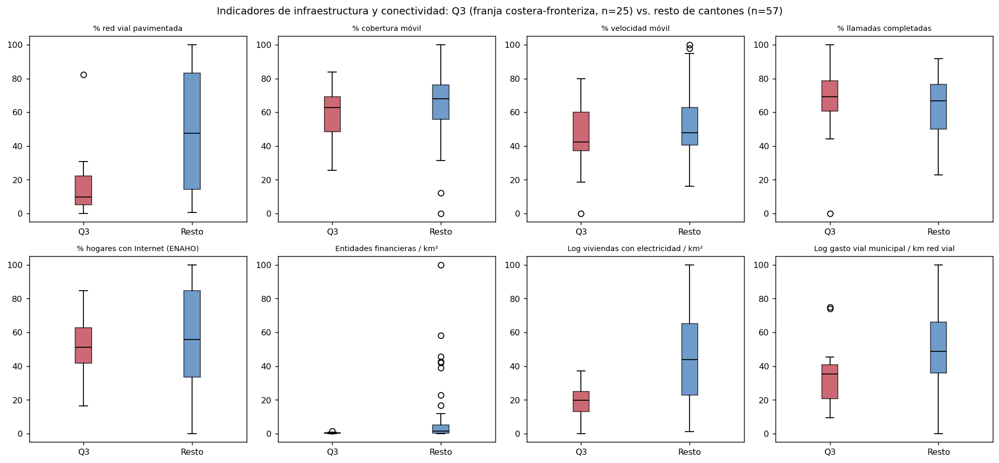 Indicadores de infraestructura y conectividad: Q3 (franja costera-fronteriza, n=25) vs. resto de cantones (n=57)
% red vial pavimentada
100
80
60
40
20
0
Q3 Resto
% cobertura móvil
100
80
60
40
20
0
Q3 Resto
% velocidad móvil
100
80
60
40
20
0
Q3 Resto
% llamadas completadas
100
80
60
40
20
0
Q3 Resto
% hogares con Internet (ENAHO)
100
80
60
40
20
0
Q3 Resto
Entidades financieras / km²
100
80
60
40
20
0
Q3 Resto
Log viviendas con electricidad / km²
100
80
60
40
20
0
Q3 Resto
Log gasto vial municipal / km red vial
100
80
60
40
20
0
Q3 Resto